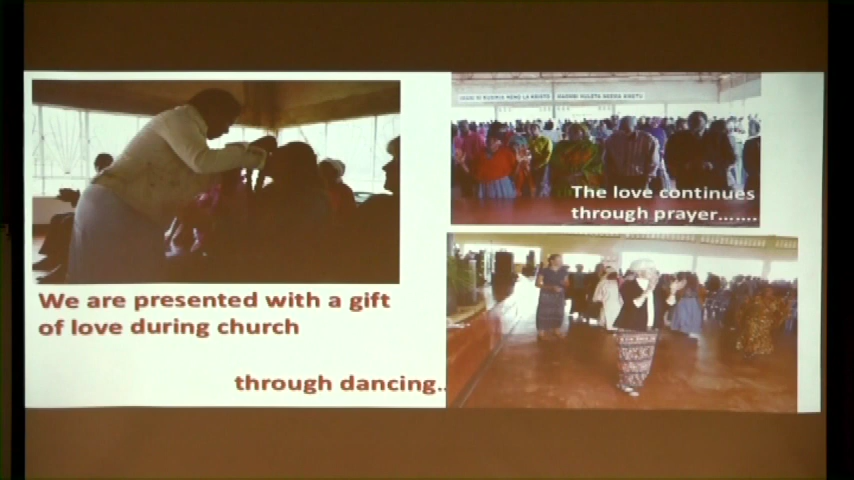 We are presented with a gift
of love during church
through dancing..
The love continues
through prayer…….